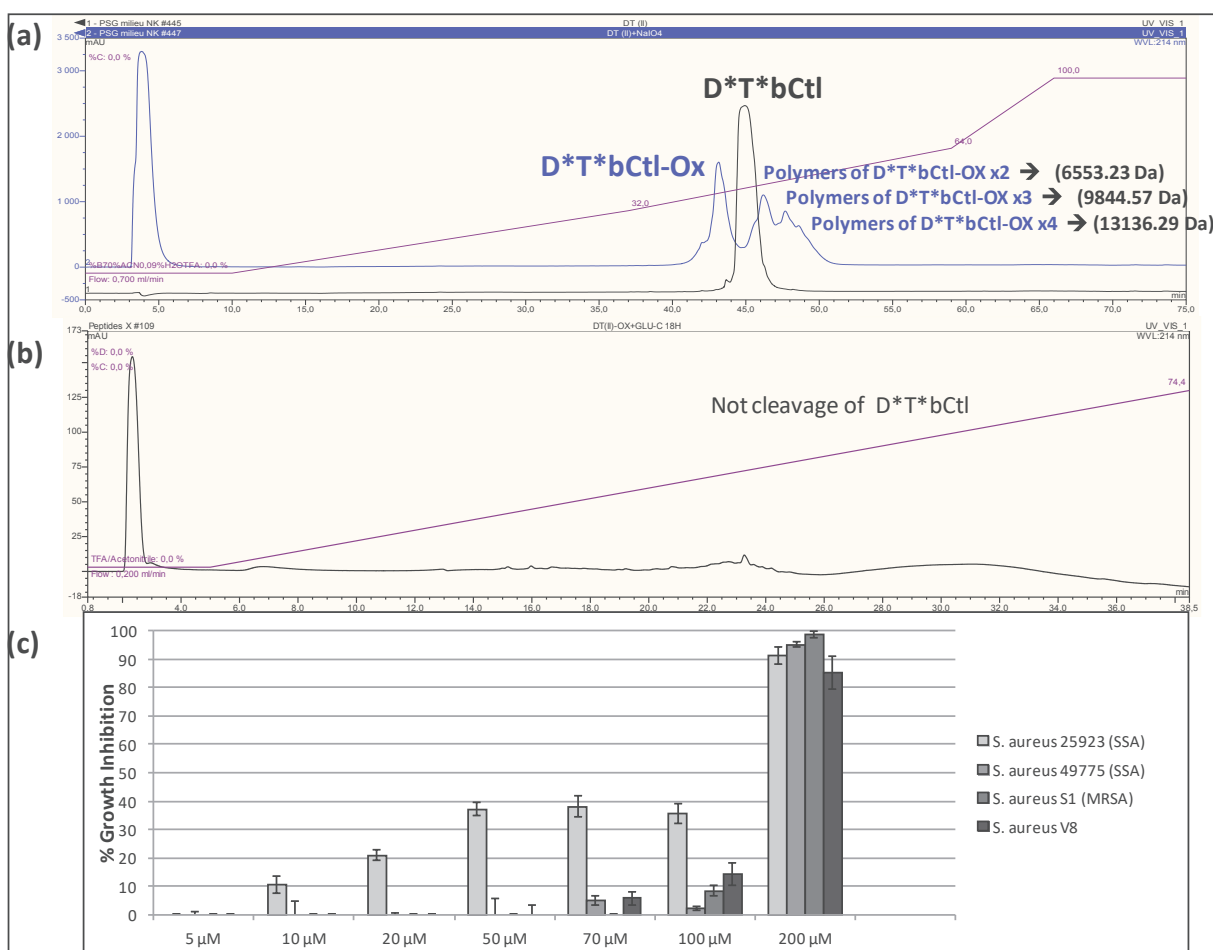 (a)
1 - PSG milieu NK #445 DT (II) UV_VIS_1
2 - PSG milieu NK #447 DT (II)+NaIO4 UV_VIS_1
3 500
mAU
WVL:214 nm
%C: 0,0 %
100,0
3 000
D*T*bCtl
2 000
64,0
D*T*bCtl-Ox
Polymers of D*T*bCtl-OX x2 → (6553.23 Da)
Polymers of D*T*bCtl-OX x3 → (9844.57 Da)
Polymers of D*T*bCtl-OX x4 → (13136.29 Da)
1 000
32,0
0
2
%B70%ACN0,09%H2OTFA: 0,0 %
Flow: 0,700 ml/min
1
min
-500
0,0 5,0 10,0 15,0 20,0 25,0 30,0 35,0 40,0 45,0 50,0 55,0 60,0 65,0 70,0 75,0
(b)
Peptides X #109 DT(II)-OX+GLU-C 18H UV_VIS_1
173
mAU
WVL:214 nm
%D: 0,0 %
%C: 0,0 %
74,4
125
Not cleavage of D*T*bCtl
100
75
50
25
TFA/Acetonitrile: 0,0 %
Flow : 0,200 ml/min
min
-18
0,8 4,0 6,0 8,0 10,0 12,0 14,0 16,0 18,0 20,0 22,0 24,0 26,0 28,0 30,0 32,0 34,0 36,0 38,5
(c)
% Growth Inhibition
100
90
80
70
60
50
40
30
20
10
0
5 µM 10 µM 20 µM 50 µM 70 µM 100 µM 200 µM
S. aureus 25923 (SSA)
S. aureus 49775 (SSA)
S. aureus S1 (MRSA)
S. aureus V8